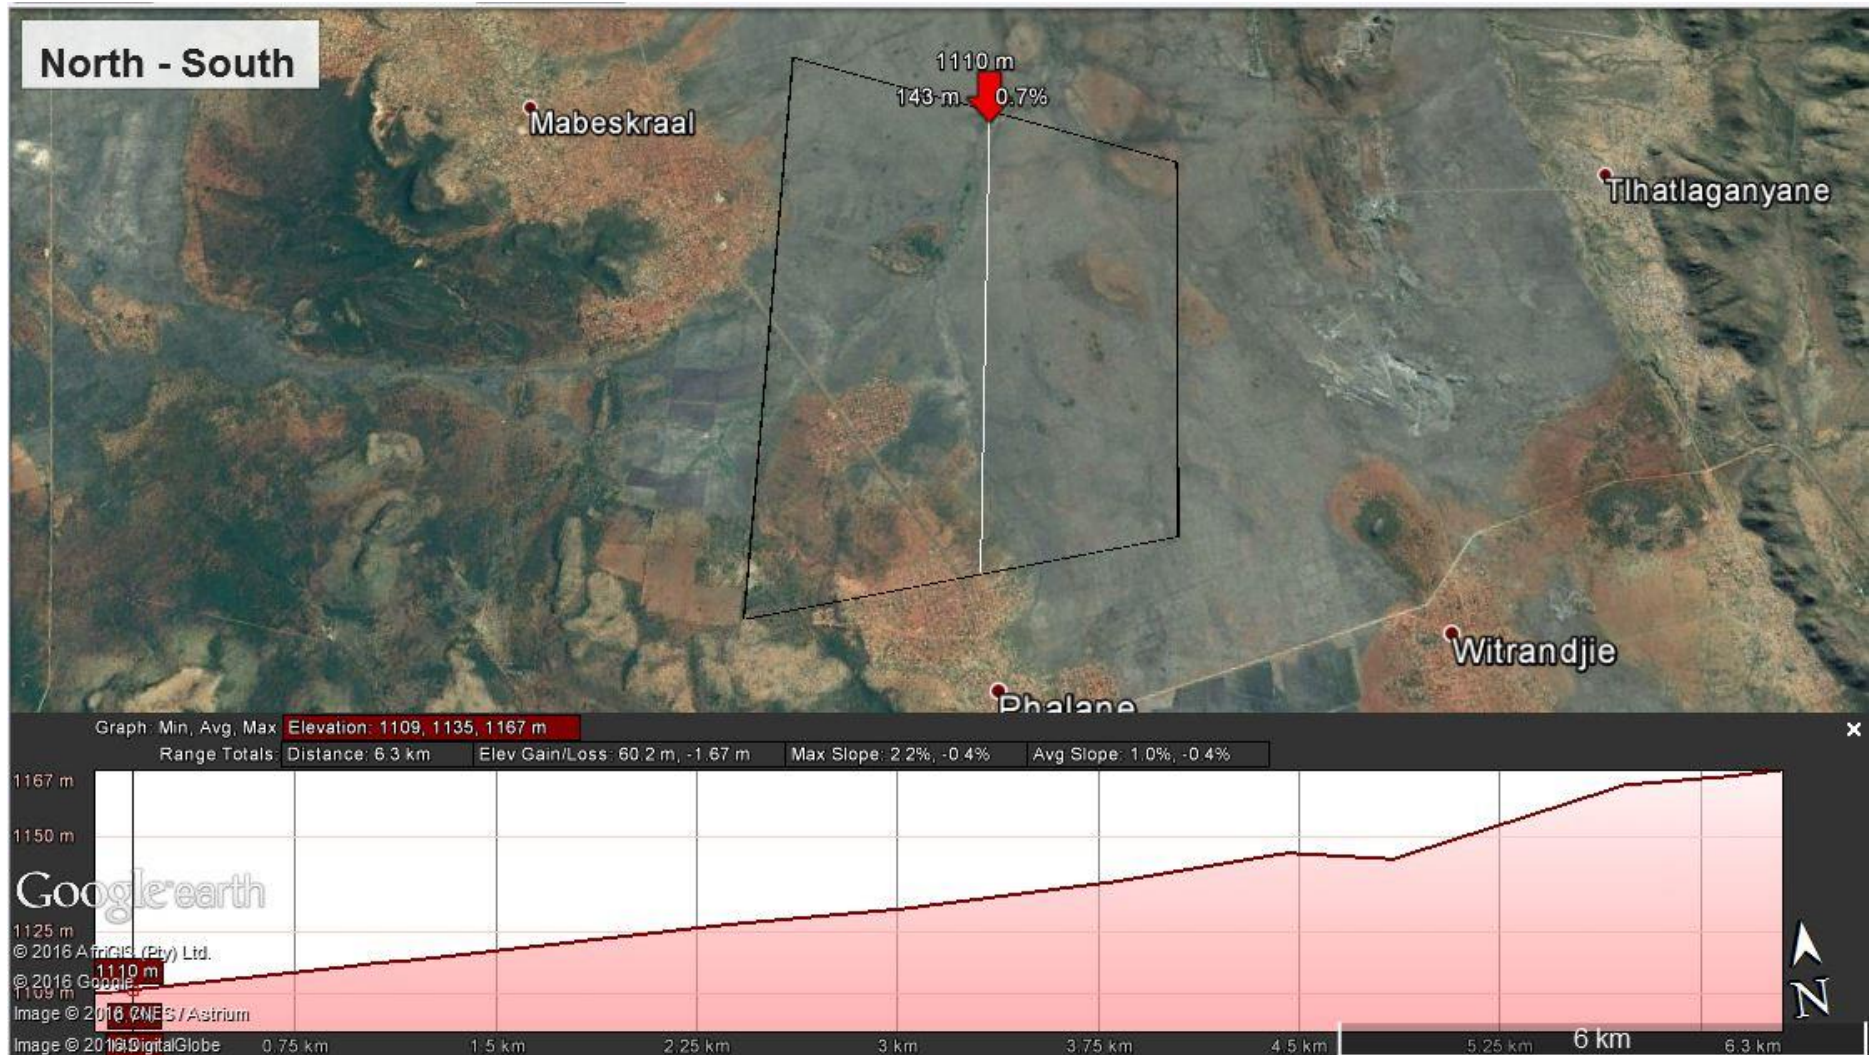 North - South
1110 m
143 m 0.7%
Mabeskraal
Tlhatlaganyane
Witrandjie
Phalane
Graph: Min, Avg, Max Elevation: 1109, 1135, 1167 m
Range Totals: Distance: 6.3 km Elev Gain/Loss: 60.2 m, -1.67 m Max Slope: 2.2%, -0.4% Avg Slope: 1.0%, -0.4%
1167 m
1150 m
Google earth
1125 m
© 2016 AfriGIS (Pty) Ltd.
1110 m
© 2016 Google
1109 m
Image © 2016 CNES / Astrium
Image © 2016 DigitalGlobe
0.75 km 1.5 km 2.25 km 3 km 3.75 km 4.5 km 5.25 km 6.3 km
6 km
N